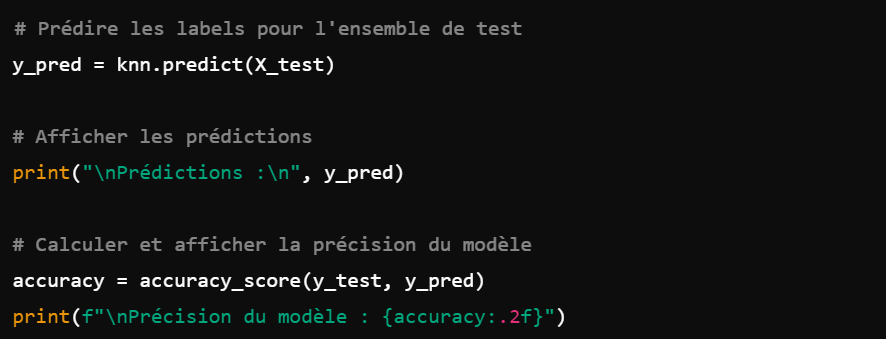 # Prédire les labels pour l'ensemble de test
y_pred = knn.predict(X_test)
# Afficher les prédictions
print("\nPrédictions :\n", y_pred)
# Calculer et afficher la précision du modèle
accuracy = accuracy_score(y_test, y_pred)
print(f"\nPrécision du modèle : {accuracy:.2f}")